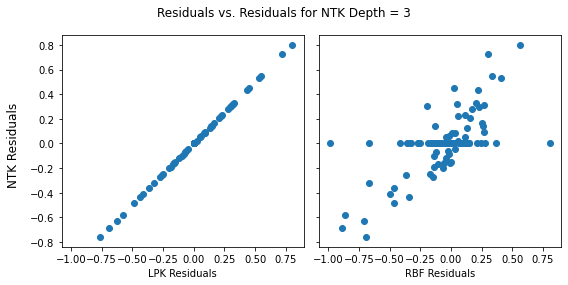 Residuals vs. Residuals for NTK Depth = 3
NTK Residuals
0.8
0.6
0.4
0.2
0.0
−0.2
−0.4
−0.6
−0.8
−1.00 −0.75 −0.50 −0.25 0.00 0.25 0.50 0.75
LPK Residuals
−1.00 −0.75 −0.50 −0.25 0.00 0.25 0.50 0.75
RBF Residuals